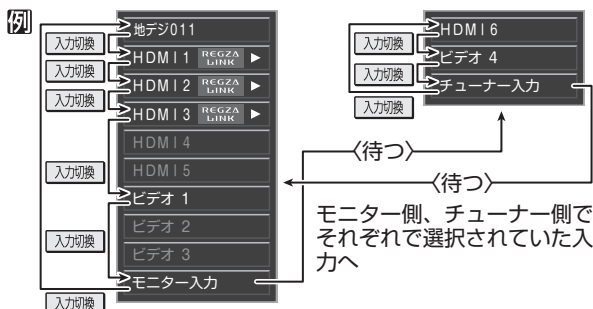 例
地デジ011
入力切換
HDMI1 REGZA LINK ▶
入力切換
HDMI2 REGZA LINK ▶
入力切換
HDMI3 REGZA LINK ▶
HDMI4
入力切換
HDMI5
ビデオ 1
ビデオ 2
入力切換
ビデオ 3
モニター入力
入力切換
HDMI6
入力切換
ビデオ 4
入力切換
チューナー入力
入力切換
〈待つ〉
〈待つ〉
モニター側、チューナー側で
それぞれで選択されていた入
力へ